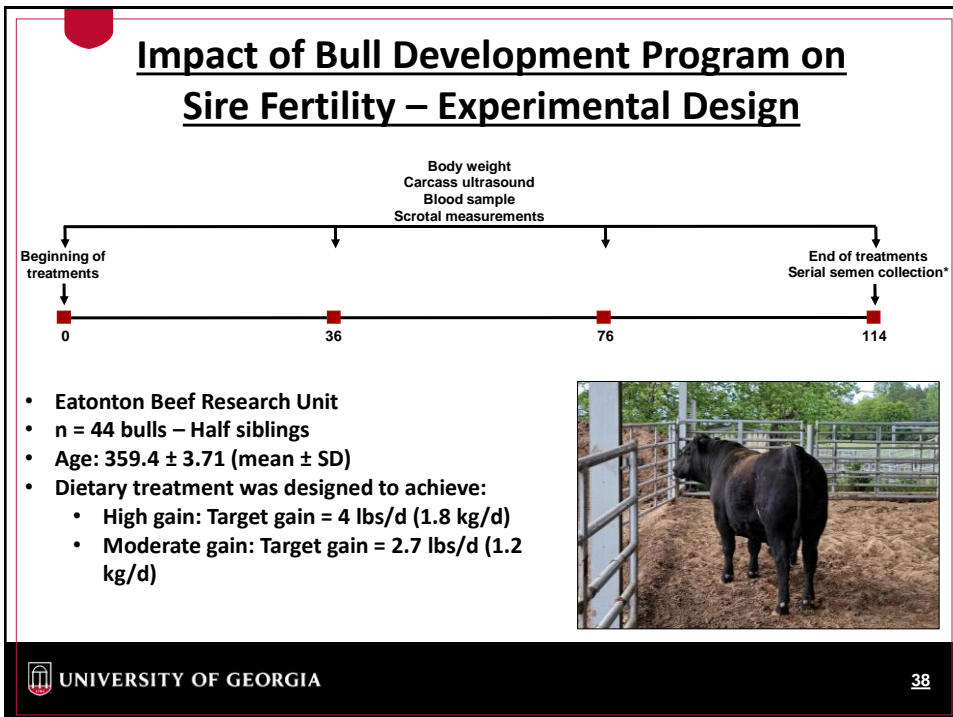 Impact of Bull Development Program on
Sire Fertility – Experimental Design
Body weight
Carcass ultrasound
Blood sample
Scrotal measurements
Beginning of
treatments
End of treatments
Serial semen collection*
0
36
76
114
• Eatonton Beef Research Unit
• n = 44 bulls – Half siblings
• Age: 359.4 ± 3.71 (mean ± SD)
• Dietary treatment was designed to achieve:
• High gain: Target gain = 4 lbs/d (1.8 kg/d)
• Moderate gain: Target gain = 2.7 lbs/d (1.2
kg/d)
UNIVERSITY OF GEORGIA
38